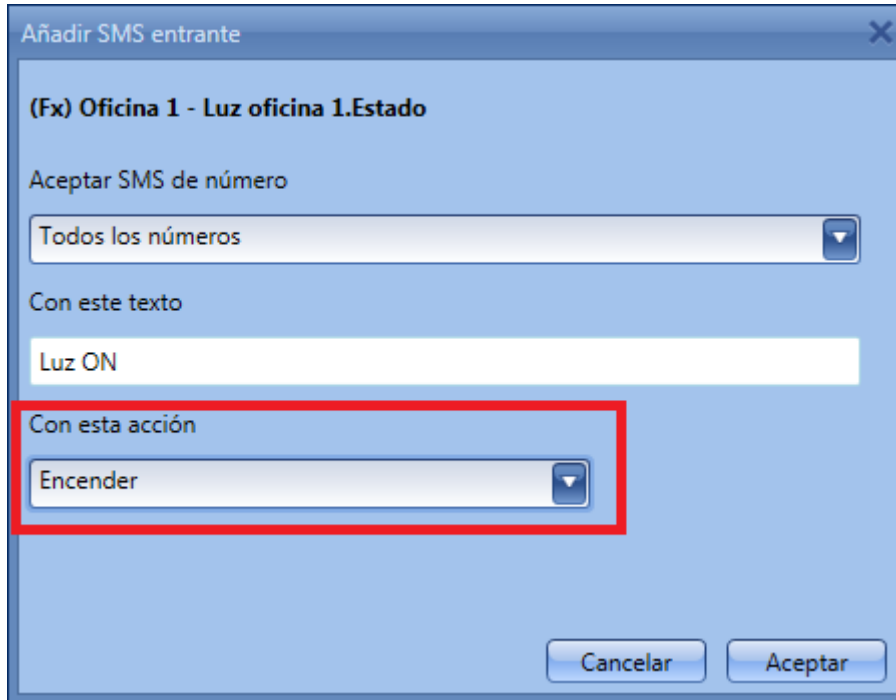 Añadir SMS entrante
(Fx) Oficina 1 - Luz oficina 1.Estado
Aceptar SMS de número
Todos los números
Con este texto
Luz ON
Con esta acción
Encender
Cancelar
Aceptar